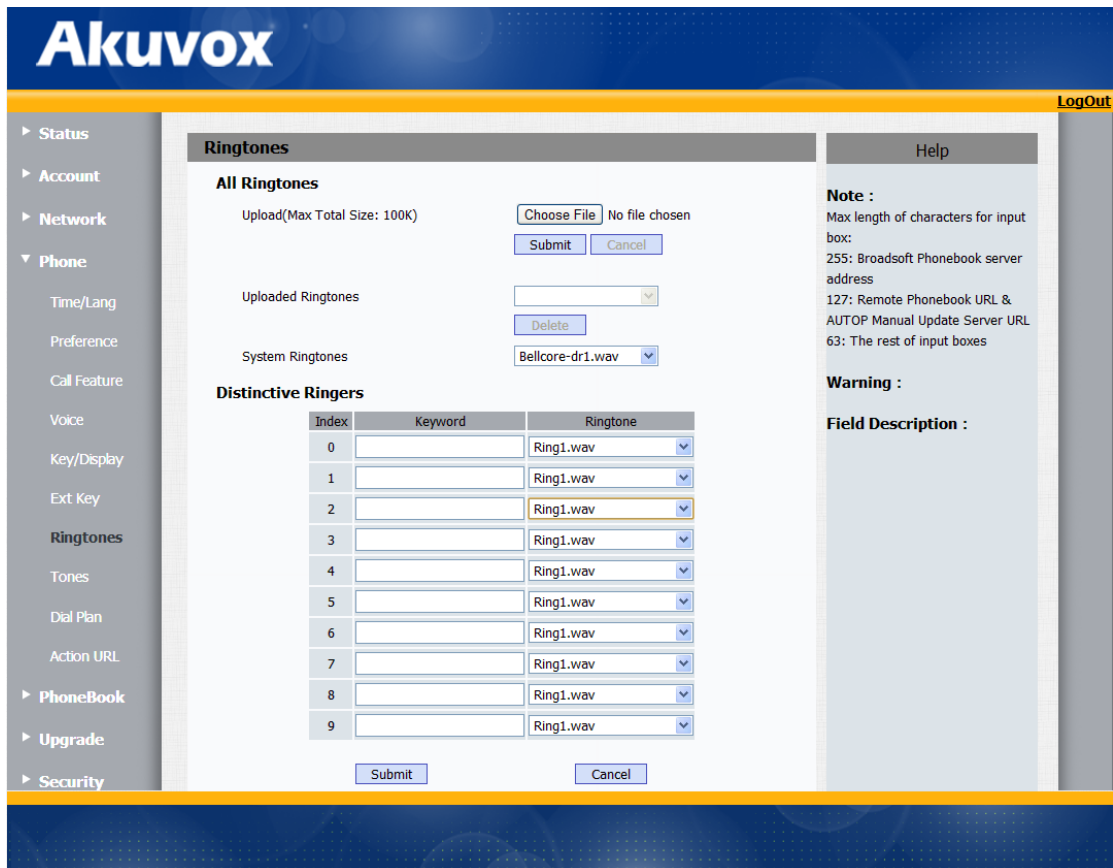 Akuvox
LogOut
Status
Account
Network
Phone
Time/Lang
Preference
Call Feature
Voice
Key/Display
Ext Key
Ringtones
Tones
Dial Plan
Action URL
PhoneBook
Upgrade
Security
Ringtones
All Ringtones
Upload(Max Total Size: 100K) Choose File No file chosen
Submit Cancel
Uploaded Ringtones
Delete
System Ringtones Bellcore-dr1.wav
Distinctive Ringers
Index Keyword Ringtone
0 Ring1.wav
1 Ring1.wav
2 Ring1.wav
3 Ring1.wav
4 Ring1.wav
5 Ring1.wav
6 Ring1.wav
7 Ring1.wav
8 Ring1.wav
9 Ring1.wav
Submit Cancel
Help
Note :
Max length of characters for input
box:
255: Broadsoft Phonebook server
address
127: Remote Phonebook URL &
AUTOP Manual Update Server URL
63: The rest of input boxes
Warning :
Field Description :